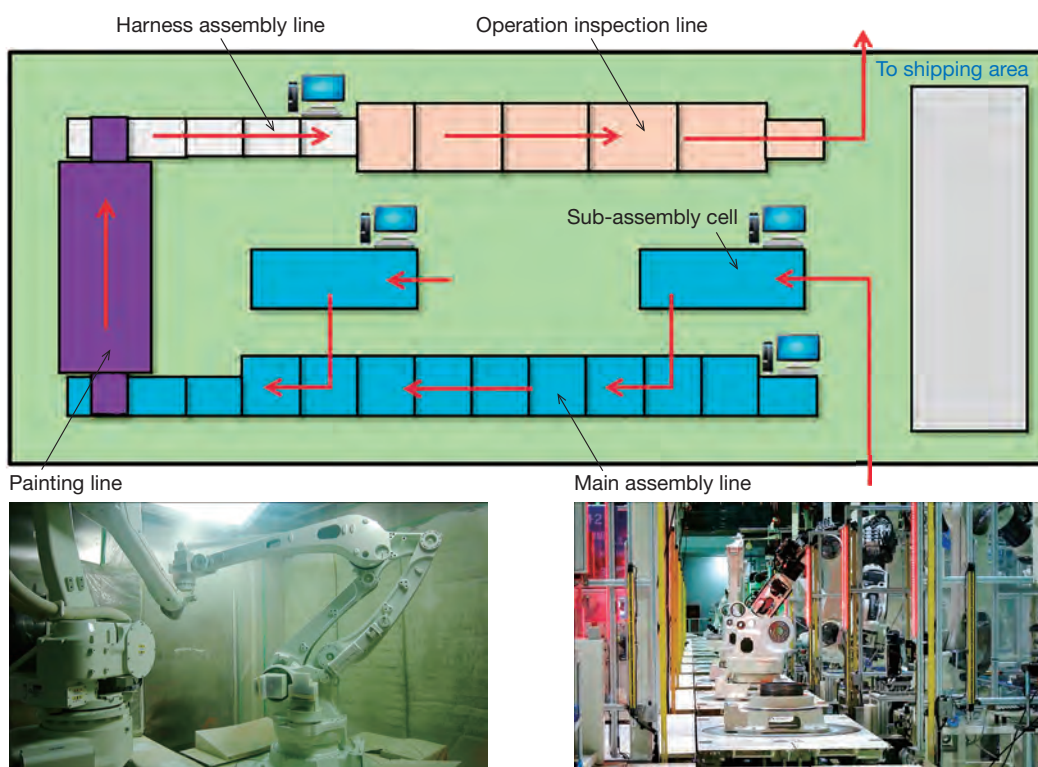 Harness assembly line
Operation inspection line
To shipping area
Sub-assembly cell
Painting line
Main assembly line